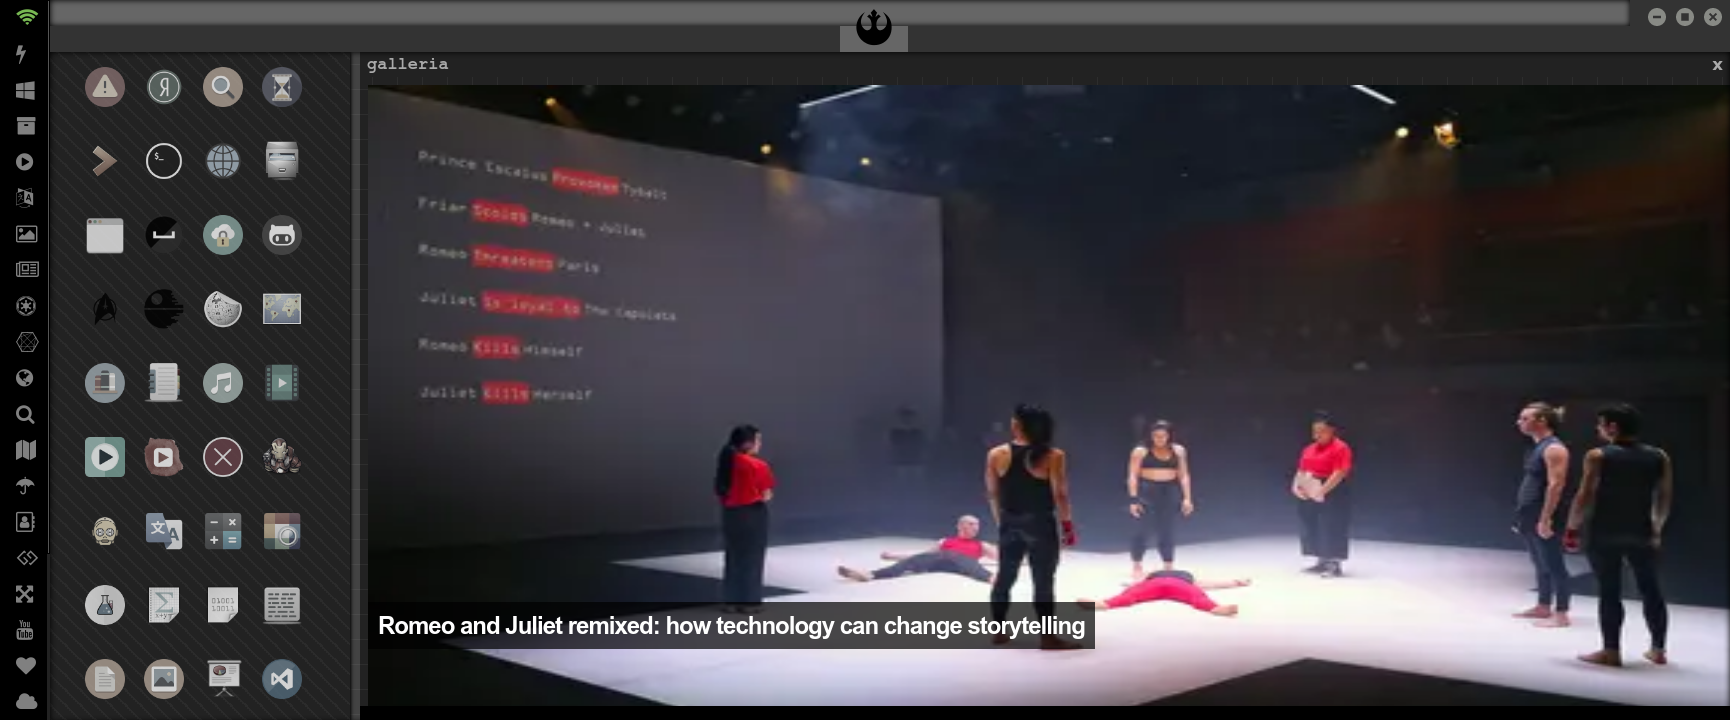 galleria
x
Prince Escalus Provokes Tybalt
Friar Scolds Romeo + Juliet
Romeo Threatens Paris
Juliet Is loyal to The Capulets
Romeo Kills Himself
Juliet Kills Herself
Romeo and Juliet remixed: how technology can change storytelling